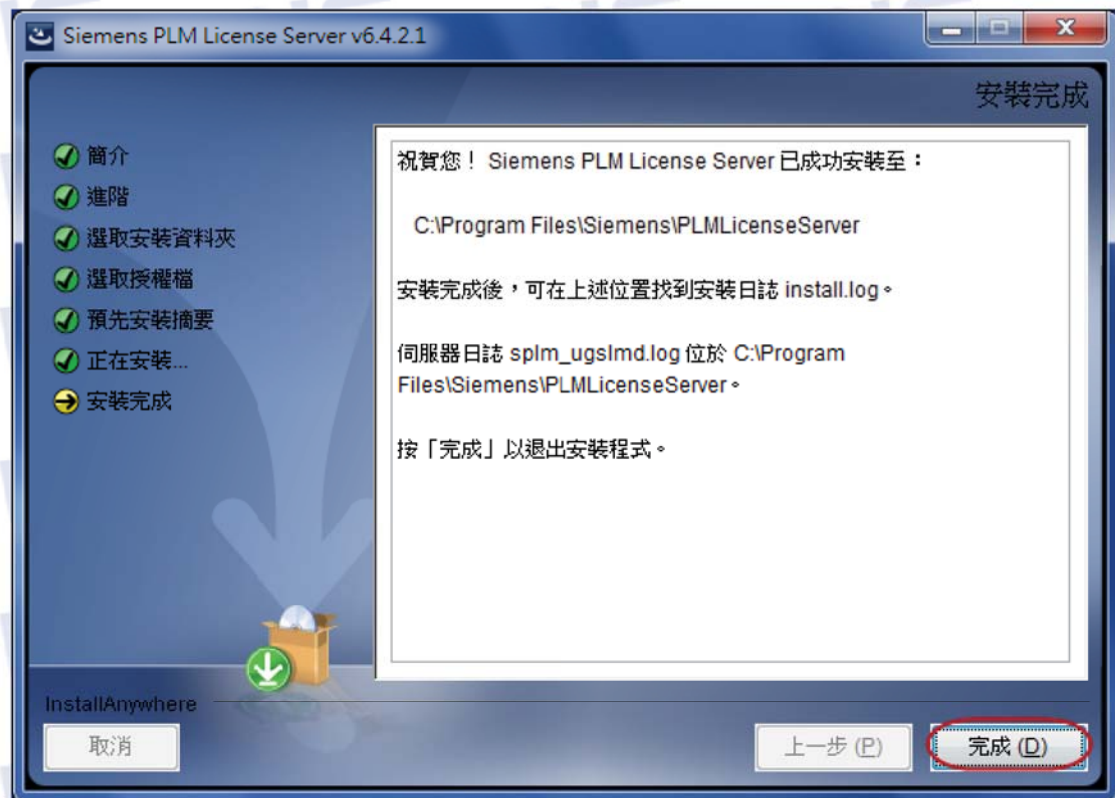 Siemens PLM License Server v6.4.2.1
安裝完成
簡介
進階
選取安裝資料夾
選取授權檔
預先安裝摘要
正在安裝...
安裝完成
祝賀您！ Siemens PLM License Server 已成功安裝至：
C:\Program Files\Siemens\PLMLicenseServer
安裝完成後，可在上述位置找到安裝日誌 install.log。
伺服器日誌 splm_ugslmd.log 位於 C:\Program
Files\Siemens\PLMLicenseServer。
按「完成」以退出安裝程式。
InstallAnywhere
取消
上一步 (P)
完成 (D)